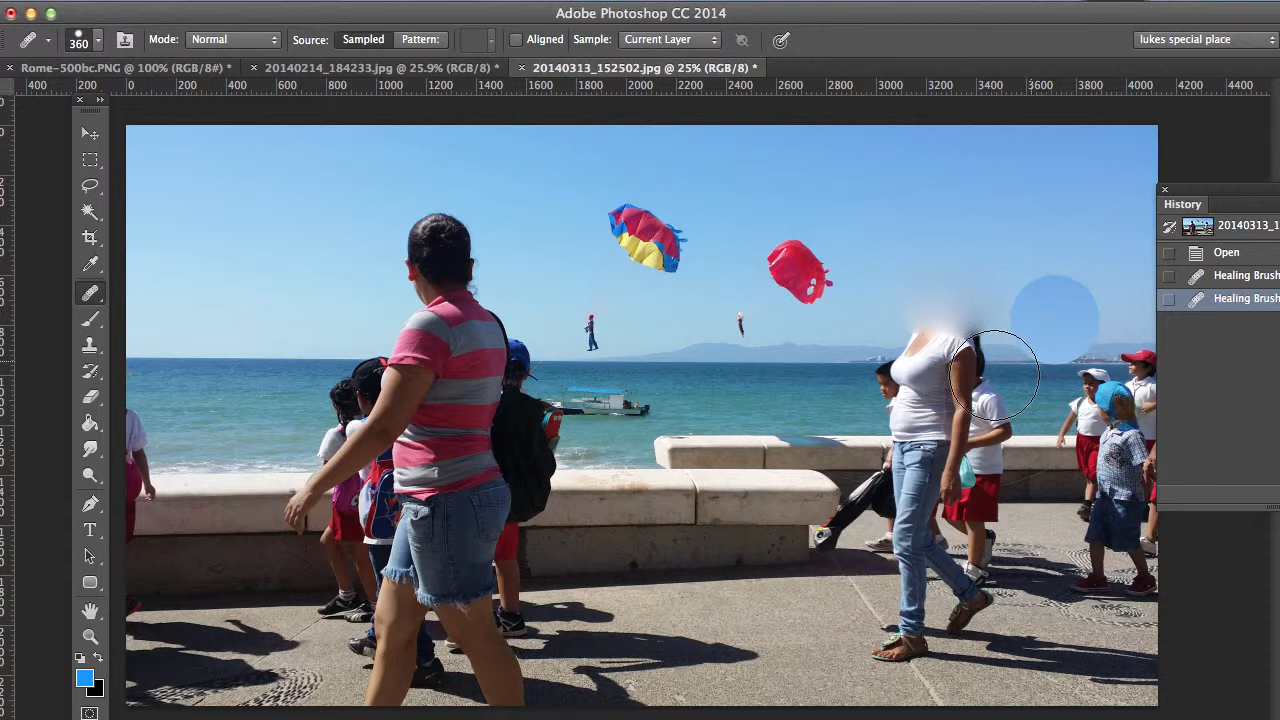 Adobe Photoshop CC 2014
360 Mode: Normal Source: Sampled Pattern: Aligned Sample: Current Layer lukes special place
Rome-500bc.PNG @ 100% (RGB/8#) * 20140214_184233.jpg @ 25.9% (RGB/8) * 20140313_152502.jpg @ 25% (RGB/8) *
400 200 0 200 400 600 800 1000 1200 1400 1600 1800 2000 2200 2400 2600 2800 3000 3200 3400 3600 3800 4000 4200 4400
History
20140313_1
Open
Healing Brush
Healing Brush